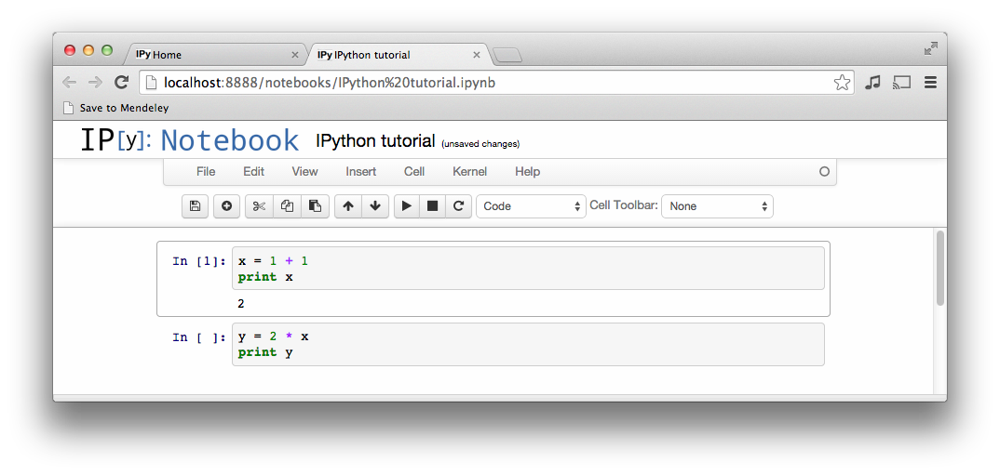 IPy Home
IPy IPython tutorial
localhost:8888/notebooks/IPython%20tutorial.ipynb
Save to Mendeley
IP[y]: Notebook IPython tutorial (unsaved changes)
File Edit View Insert Cell Kernel Help
Code Cell Toolbar: None
In [1]: x = 1 + 1
print x
2
In [ ]: y = 2 * x
print y